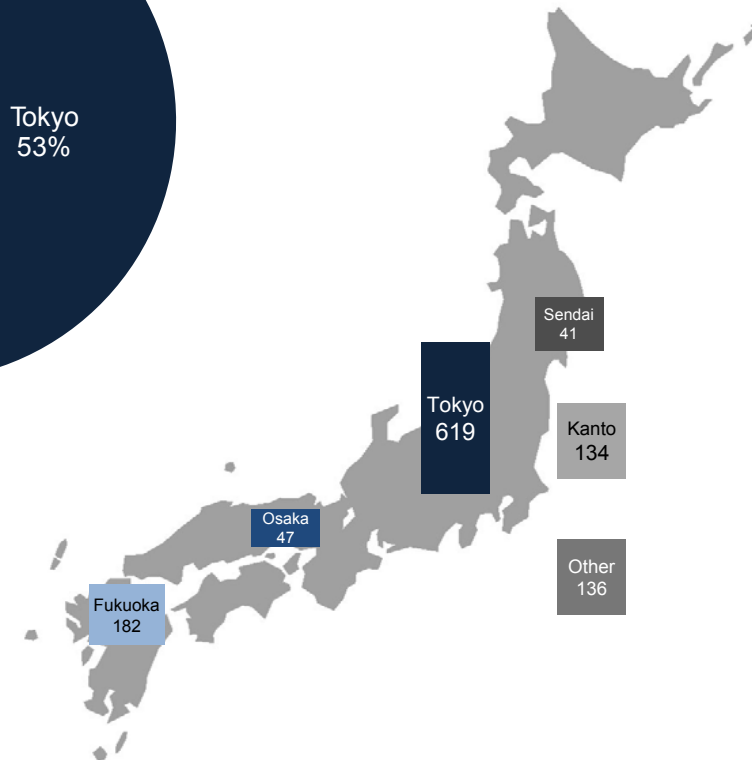 Tokyo
53%
Sendai
41
Tokyo
619
Kanto
134
Osaka
47
Other
136
Fukuoka
182